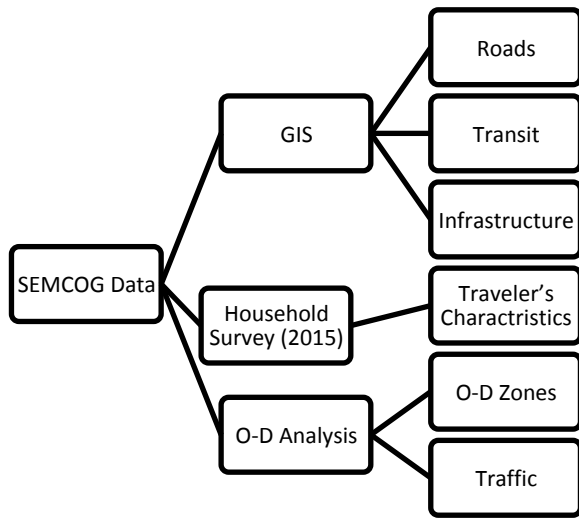 SEMCOG Data
GIS
Roads
Transit
Infrastructure
Household
Survey (2015)
Traveler's
Charactristics
O-D Analysis
O-D Zones
Traffic